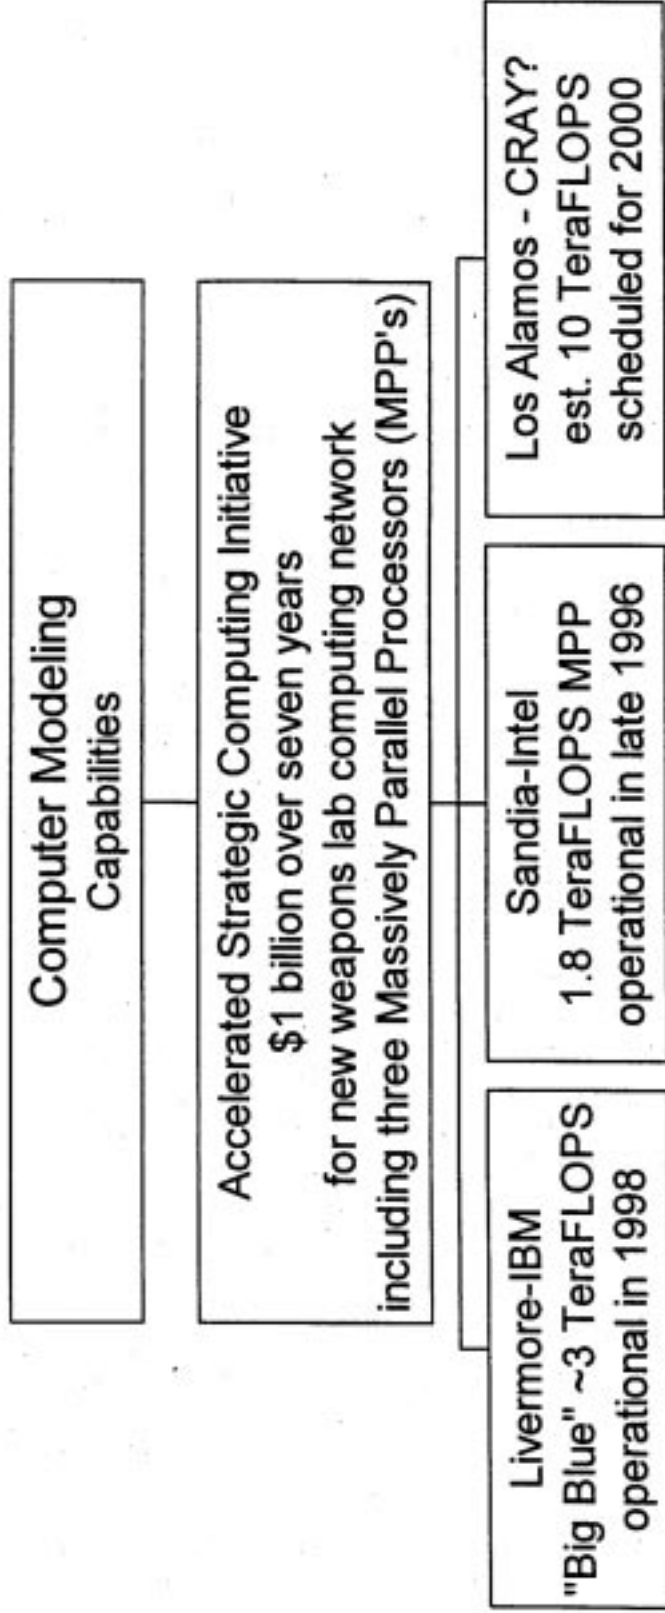 Computer Modeling
Capabilities
Accelerated Strategic Computing Initiative
$1 billion over seven years
for new weapons lab computing network
including three Massively Parallel Processors (MPP's)
Livermore-IBM
"Big Blue" ~3 TeraFLOPS
operational in 1998
Sandia-Intel
1.8 TeraFLOPS MPP
operational in late 1996
Los Alamos - CRAY?
est. 10 TeraFLOPS
scheduled for 2000